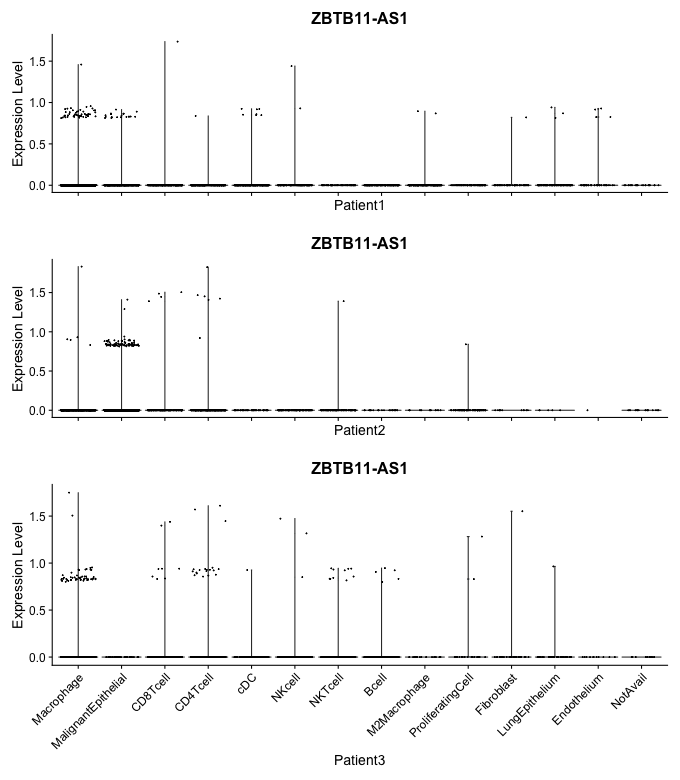 ZBTB11-AS1
Expression Level
1.5
1.0
0.5
0.0
Patient1
ZBTB11-AS1
Expression Level
1.5
1.0
0.5
0.0
Patient2
ZBTB11-AS1
Expression Level
1.5
1.0
0.5
0.0
Macrophage
MalignantEpithelial
CD8Tcell
CD4Tcell
cDC
NKcell
NKTcell
Bcell
M2Macrophage
ProliferatingCell
Fibroblast
LungEpithelium
Endothelium
NotAvail
Patient3